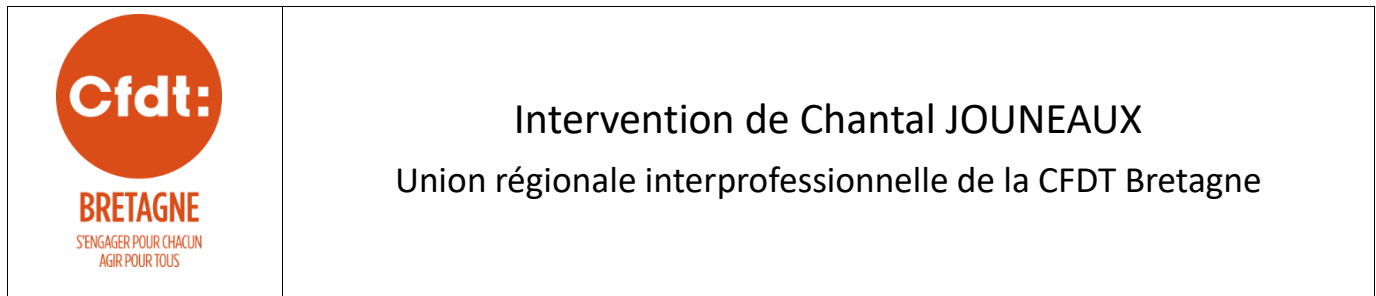 Cfdt:
BRETAGNE
S'ENGAGER POUR CHACUN
AGIR POUR TOUS
Intervention de Chantal JOUNEAUX
Union régionale interprofessionnelle de la CFDT Bretagne